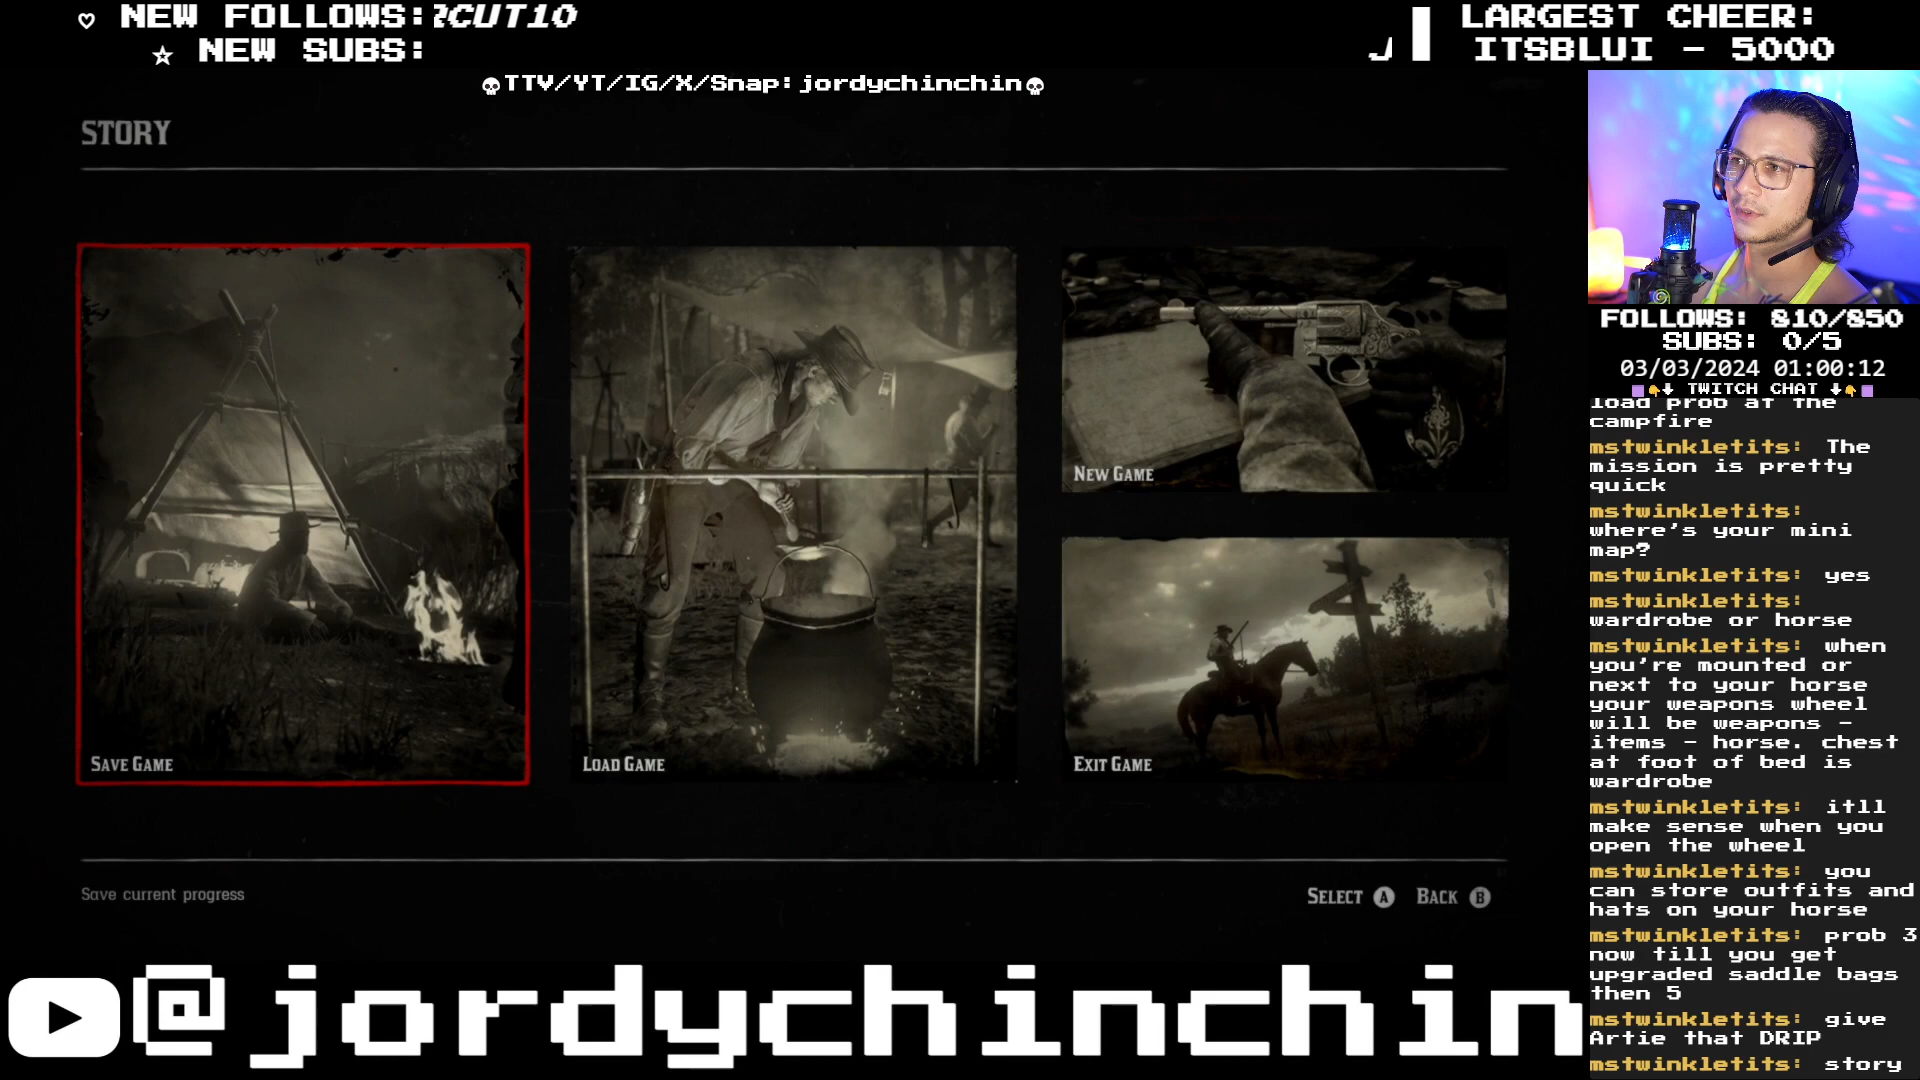 ♡ NEW FOLLOWS: RCUT10
☆ NEW SUBS:
LARGEST CHEER:
ITSBLUI - 5000
TTV/YT/IG/X/Snap: jordychinchin
STORY
SAVE GAME
LOAD GAME
NEW GAME
EXIT GAME
Save current progress
SELECT A BACK B
@jordychinchin
FOLLOWS: 810/850
SUBS: 0/5
03/03/2024 01:00:12
TWITCH CHAT
load prob at the
campfire
mstwinkletits: The
mission is pretty
quick
mstwinkletits:
where's your mini
map?
mstwinkletits: yes
mstwinkletits:
wardrobe or horse
mstwinkletits: when
you're mounted or
next to your horse
your weapons wheel
will be weapons -
items - horse. chest
at foot of bed is
wardrobe
mstwinkletits: itll
make sense when you
open the wheel
mstwinkletits: you
can store outfits and
hats on your horse
mstwinkletits: prob 3
now till you get
upgraded saddle bags
then 5
mstwinkletits: give
Artie that DRIP
mstwinkletits: story